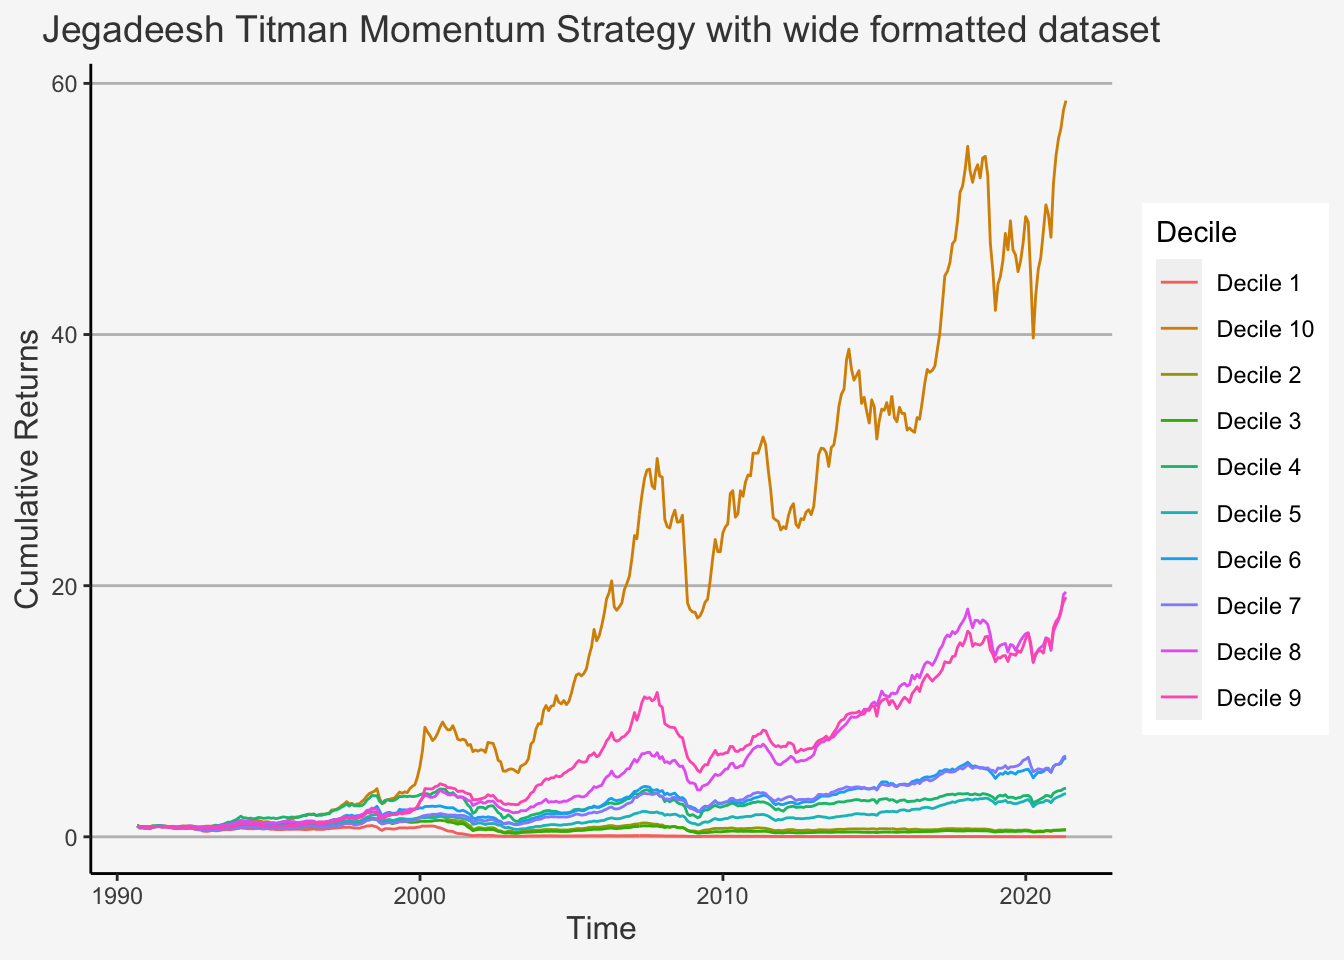 Jegadeesh Titman Momentum Strategy with wide formatted dataset
60
40
20
0
Cumulative Returns
1990
2000
2010
2020
Time
Decile
Decile 1
Decile 10
Decile 2
Decile 3
Decile 4
Decile 5
Decile 6
Decile 7
Decile 8
Decile 9